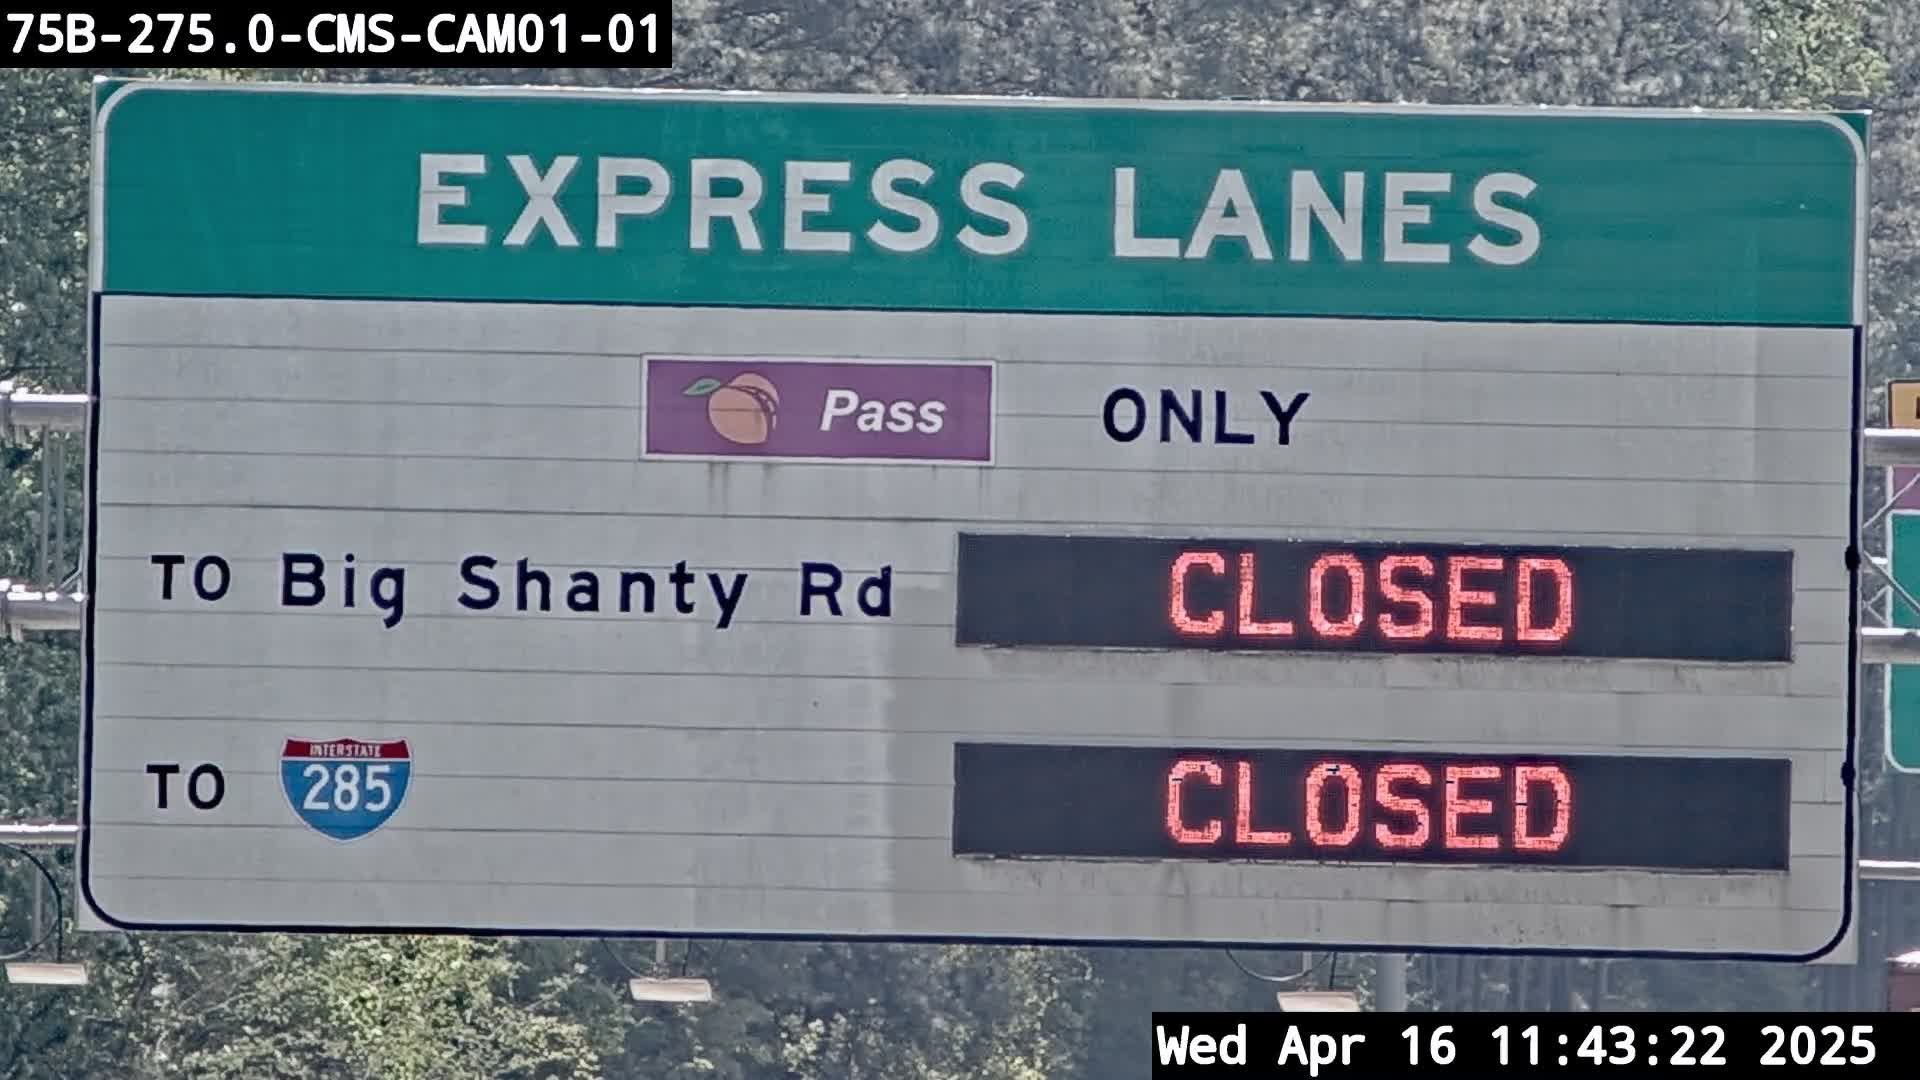 75B-275.0-CMS-CAM01-01
EXPRESS LANES
Pass ONLY
TO Big Shanty Rd CLOSED
TO INTERSTATE 285 CLOSED
Wed Apr 16 11:43:22 2025